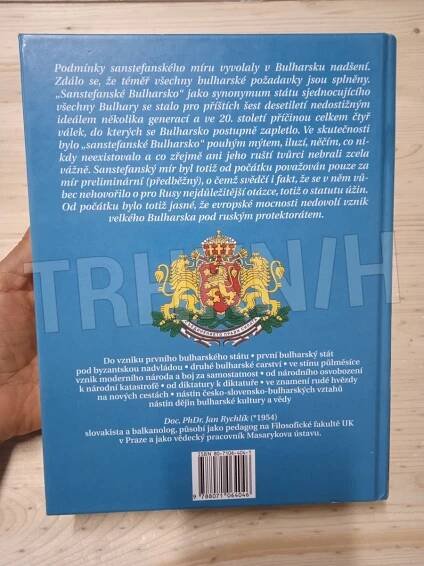 Podmínky sanstefanského míru vyvolaly v Bulharsku nadšení.
Zdálo se, že téměř všechny bulharské požadavky jsou splněny.
„Sanstefanské Bulharsko“ jako synonymum státu sjednocujícího
všechny Bulhary se stalo pro příštích šest desetiletí nedostižným
ideálem několika generací a ve 20. století příčinou celkem čtyř
válek, do kterých se Bulharsko postupně zapletlo. Ve skutečnosti
bylo „sanstefanské Bulharsko“ pouhým mýtem, iluzí, něčím, co ni-
kdy neexistovalo a co zřejmě ani jeho ruští tvůrci nebrali zcela
vážně. Sanstefanský mír byl totiž od počátku považován pouze za
mír preliminární (předběžný), o čemž svědčí i fakt, že se v něm vů-
bec nehovořilo o pro Rusy nejdůležitější otázce, totiž o statutu úžin.
Od počátku bylo totiž jasné, že evropské mocnosti nedovolí vznik
velkého Bulharska pod ruským protektorátem.
Do vzniku prvního bulharského státu • první bulharský stát
pod byzantskou nadvládou • druhé bulharské carství • ve stínu půlměsíce
vznik moderního národa a boj za samostatnost • od národního osvobození
k národní katastrofě • od diktatury k diktatuře • ve znamení rudé hvězdy
na nových cestách • nástin česko-slovensko-bulharských vztahů
nástin dějin bulharské kultury a vědy
Doc. PhDr. Jan Rychlík (*1954)
slovakista a balkanolog, působí jako pedagog na Filosofické fakultě UK
v Praze a jako vědecký pracovník Masarykova ústavu.
ISBN 80-7106-404-1
9 788071 064046